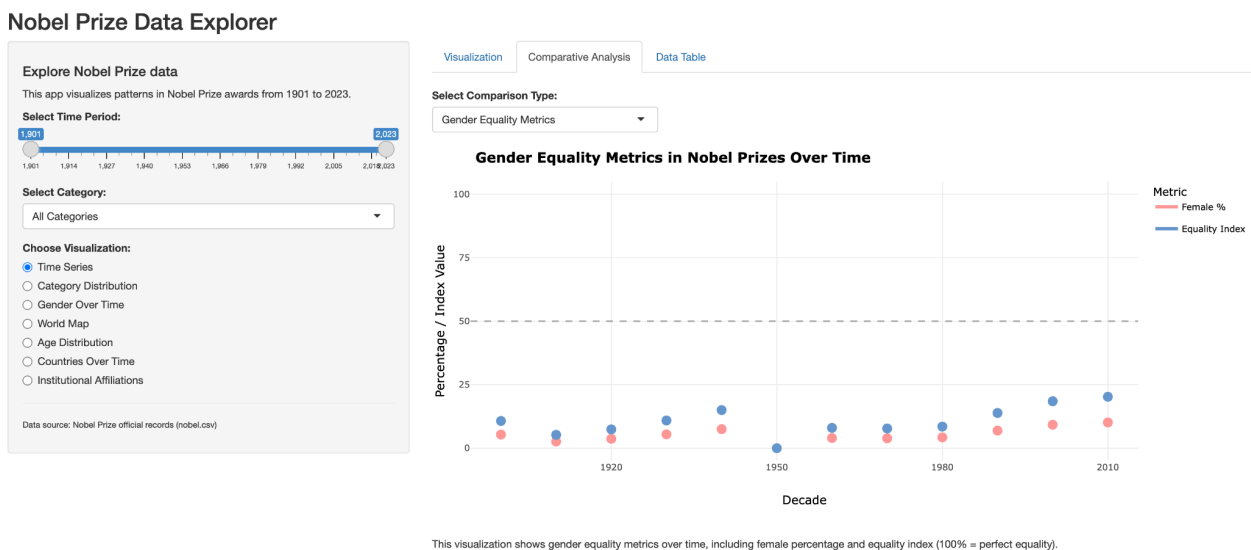 Nobel Prize Data Explorer
Explore Nobel Prize data
This app visualizes patterns in Nobel Prize awards from 1901 to 2023.
Select Time Period:
1,901 2,023
1,901 1,914 1,927 1,940 1,953 1,966 1,979 1,992 2,005 2,018 2,023
Select Category:
All Categories
Choose Visualization:
Time Series
Category Distribution
Gender Over Time
World Map
Age Distribution
Countries Over Time
Institutional Affiliations
Data source: Nobel Prize official records (nobel.csv)
Visualization Comparative Analysis Data Table
Select Comparison Type:
Gender Equality Metrics
Gender Equality Metrics in Nobel Prizes Over Time
Percentage / Index Value
100
75
50
25
0
1920 1950 1980 2010
Decade
Metric
Female %
Equality Index
This visualization shows gender equality metrics over time, including female percentage and equality index (100% = perfect equality).